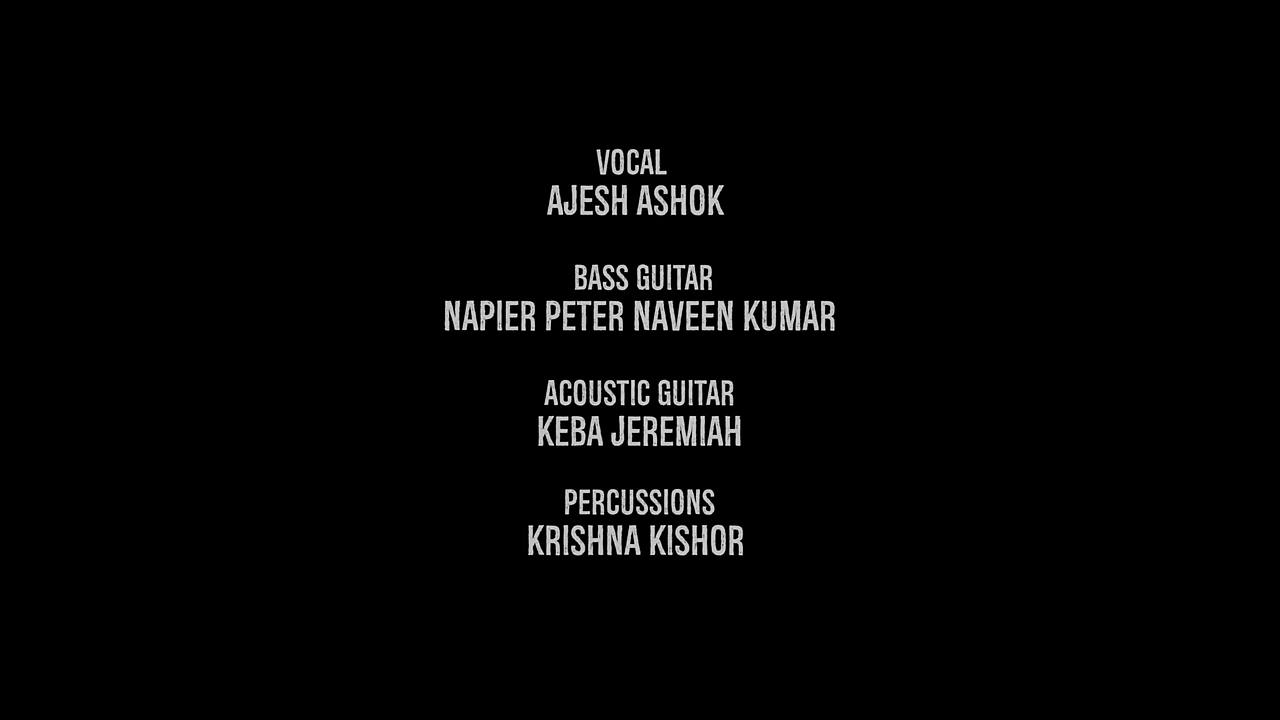 VOCAL
AJESH ASHOK
BASS GUITAR
NAPIER PETER NAVEEN KUMAR
ACOUSTIC GUITAR
KEBA JEREMIAH
PERCUSSIONS
KRISHNA KISHOR